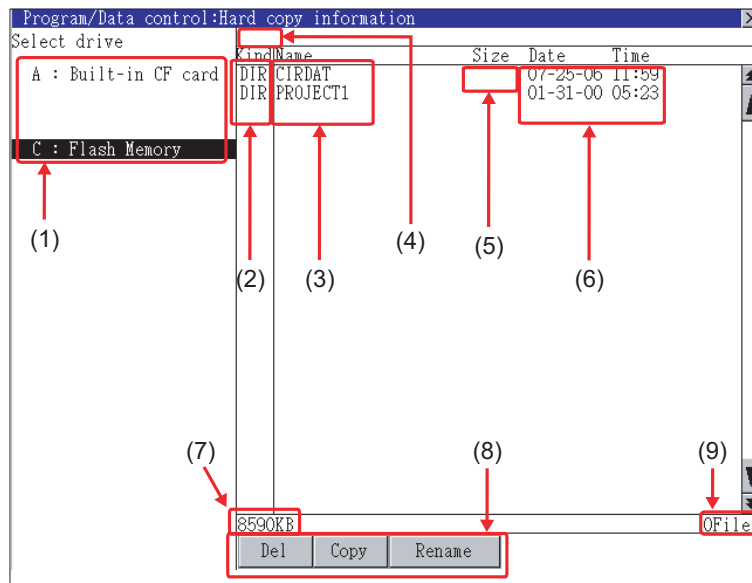 Program/Data control:Hard copy information
Select drive
Kind Name Size Date Time
A : Built-in CF card
DIR CIRDAT 07-25-06 11:59
DIR PROJECT1 01-31-00 05:23
C : Flash Memory
(1)
(2)
(3)
(4)
(5)
(6)
(7)
(8)
(9)
8590KB
0File
Del Copy Rename